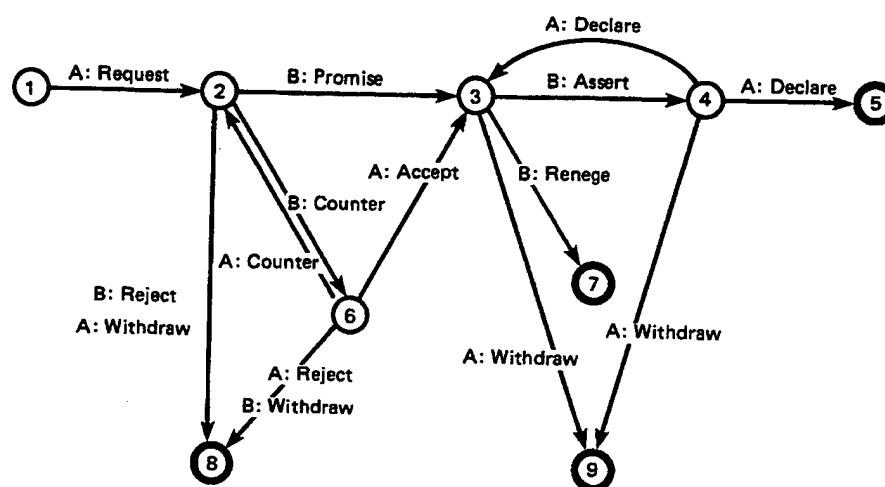 A: Declare
A: Request
B: Promise
B: Assert
A: Declare
1
2
3
4
5
A: Accept
B: Renege
B: Counter
A: Counter
7
B: Reject
A: Withdraw
6
A: Withdraw
A: Withdraw
A: Reject
B: Withdraw
8
9